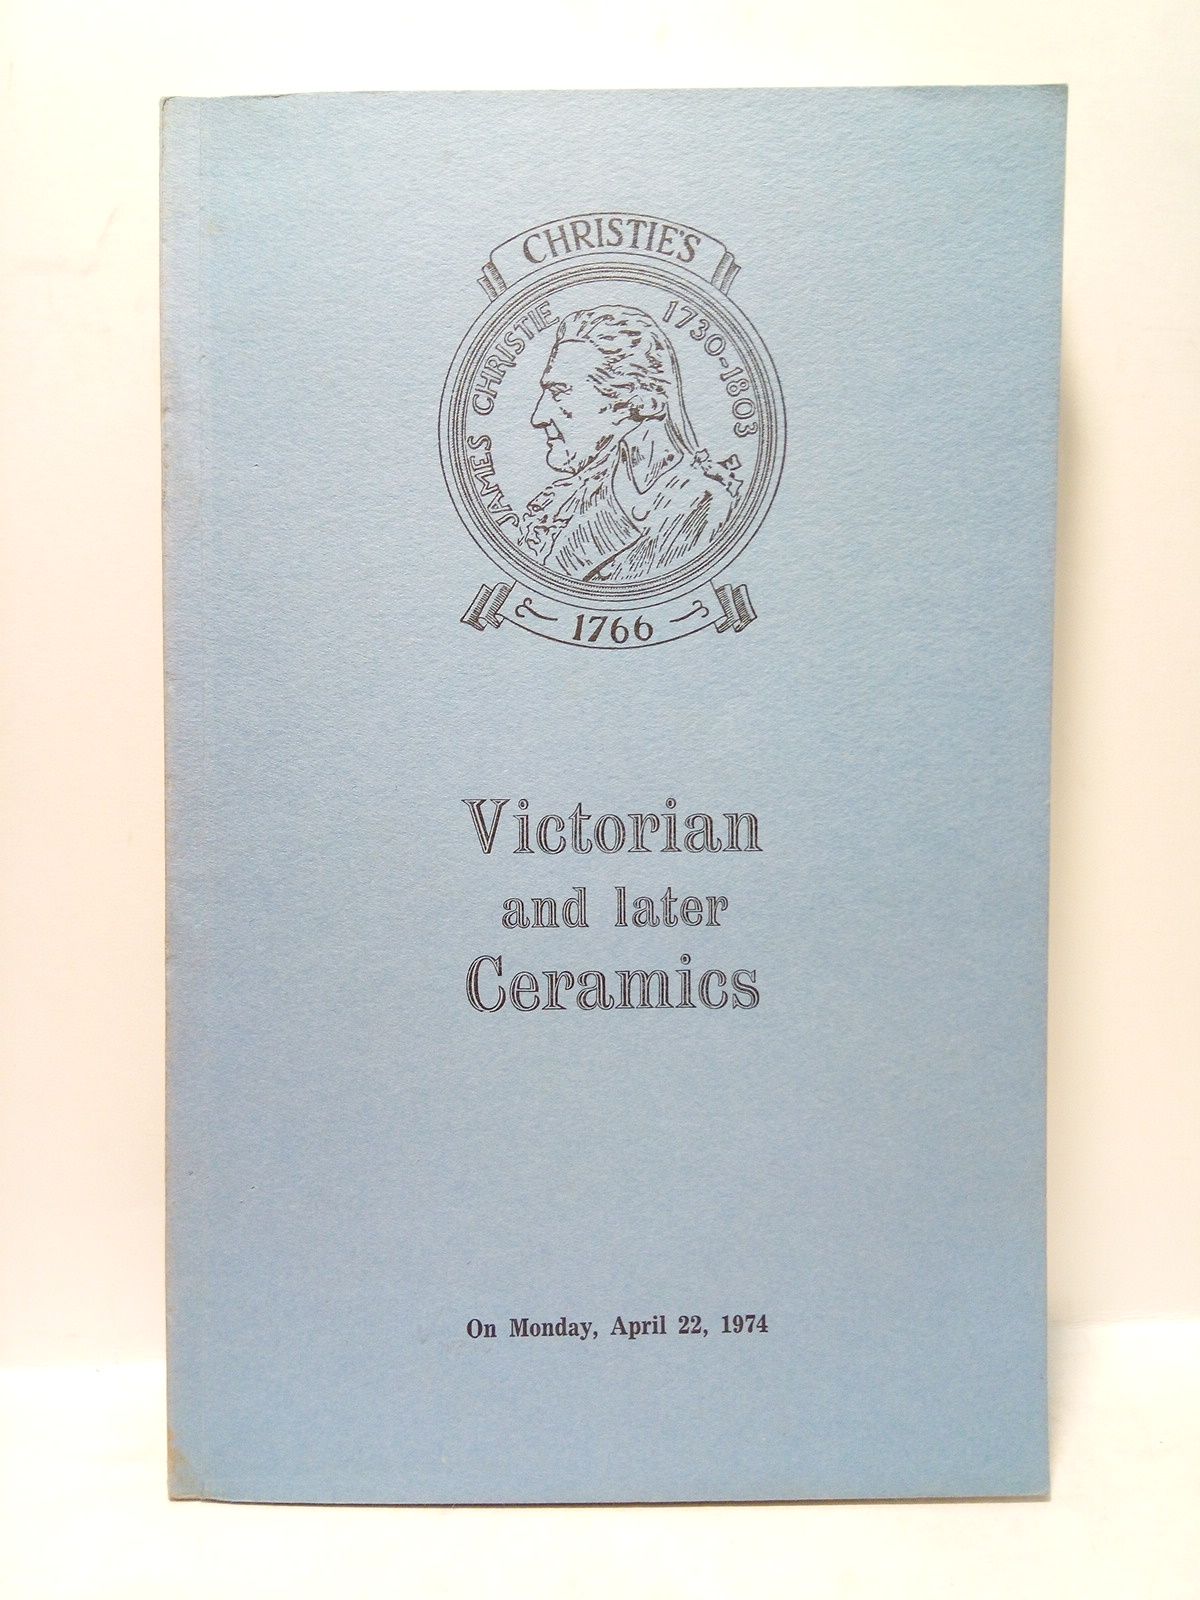 CHRISTIE'S
JAMES CHRISTIE 1730-1803
1766
Victorian
and later
Ceramics
On Monday, April 22, 1974